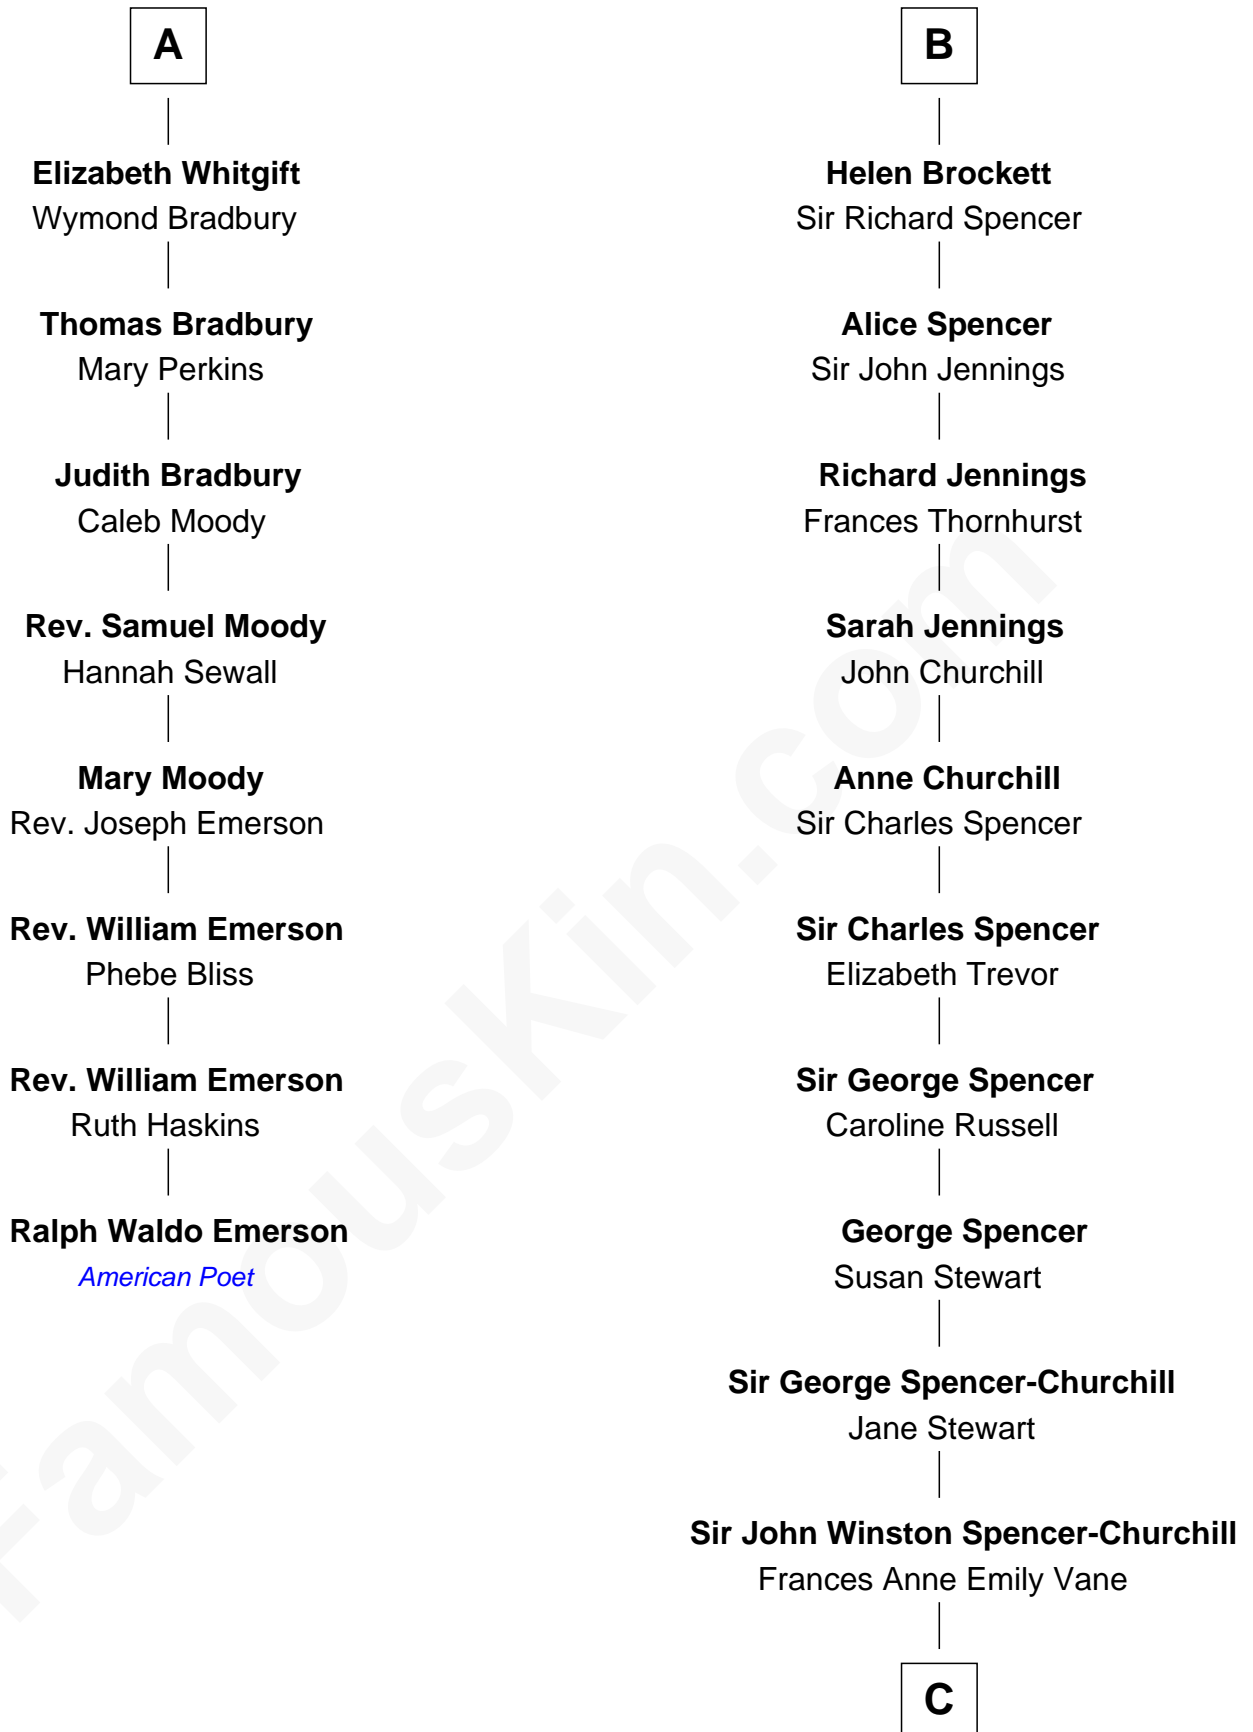 A
Elizabeth Whitgift
Wymond Bradbury
Thomas Bradbury
Mary Perkins
Judith Bradbury
Caleb Moody
Rev. Samuel Moody
Hannah Sewall
Mary Moody
Rev. Joseph Emerson
Rev. William Emerson
Phebe Bliss
Rev. William Emerson
Ruth Haskins
Ralph Waldo Emerson
American Poet
B
Helen Brockett
Sir Richard Spencer
Alice Spencer
Sir John Jennings
Richard Jennings
Frances Thornhurst
Sarah Jennings
John Churchill
Anne Churchill
Sir Charles Spencer
Sir Charles Spencer
Elizabeth Trevor
Sir George Spencer
Caroline Russell
George Spencer
Susan Stewart
Sir George Spencer-Churchill
Jane Stewart
Sir John Winston Spencer-Churchill
Frances Anne Emily Vane
C
FamousKin.com